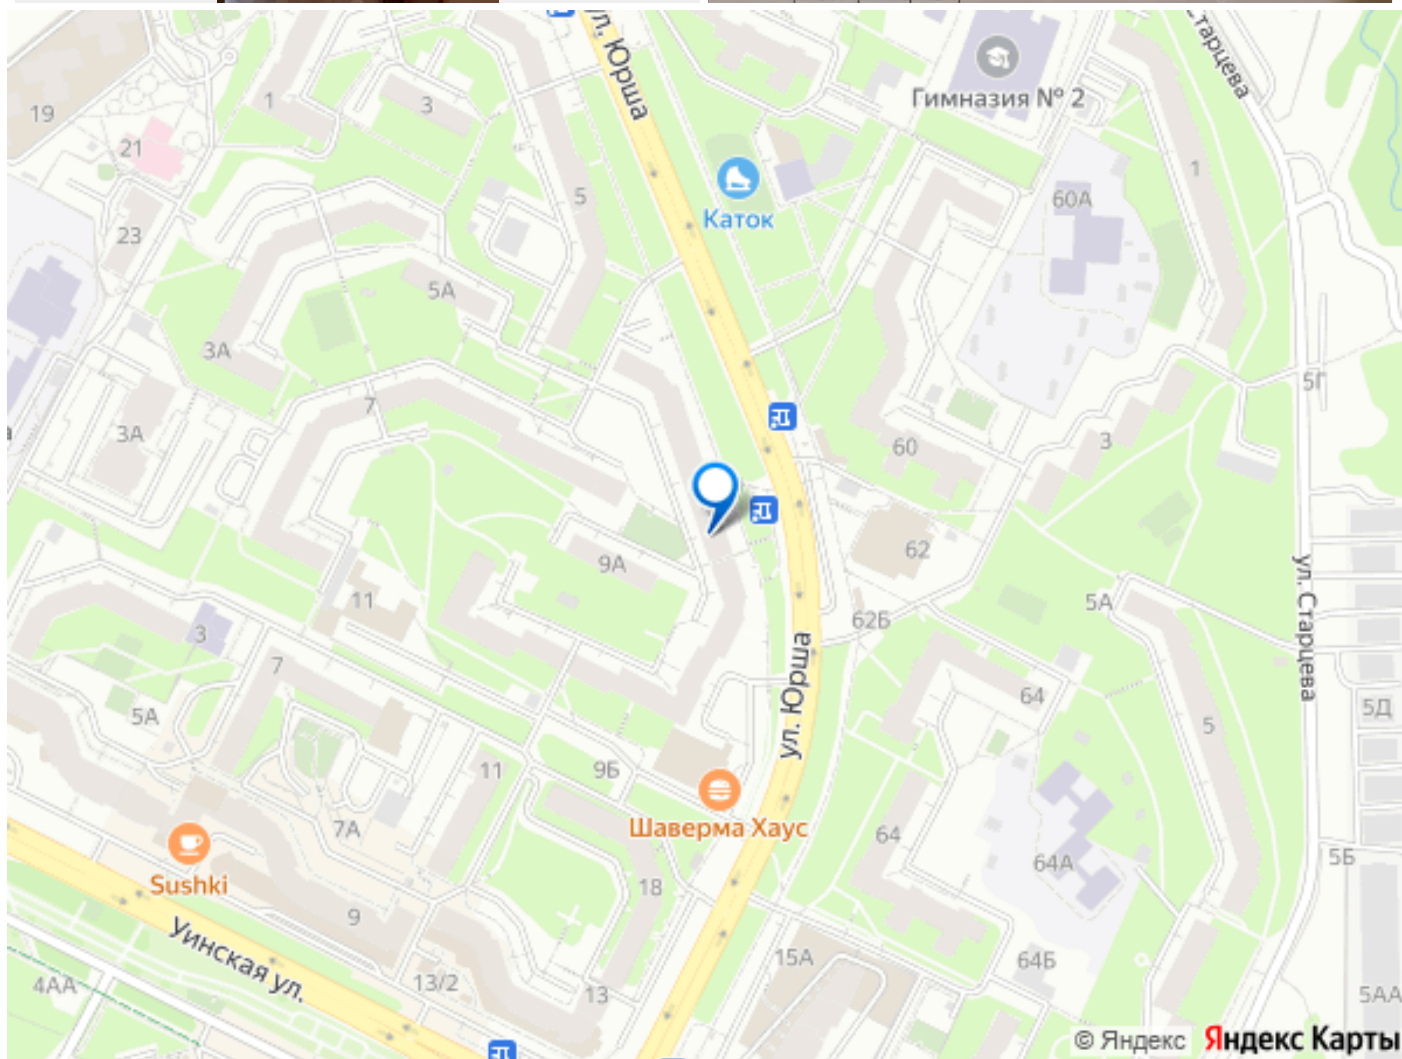 ул. Юрша
Старцева
Гимназия № 2
19
1
3
21
5
Каток
60А
1
23
5А
3А
7
5Г
3А
60
3
9А
62
11
5А
62Б
3
ул. Старцева
7
64
5А
ул. Юрша
5
5Д
11
9Б
Шаверма Хаус
7А
64
64А
5Б
Sushki
18
9
Уинская ул.
15А
64Б
4АА
13/2
13
5АА
© Яндекс
Яндекс Карты